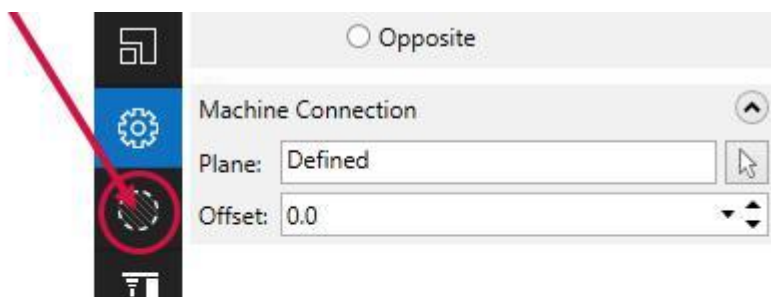 Opposite
Machine Connection
Plane: Defined
Offset: 0.0